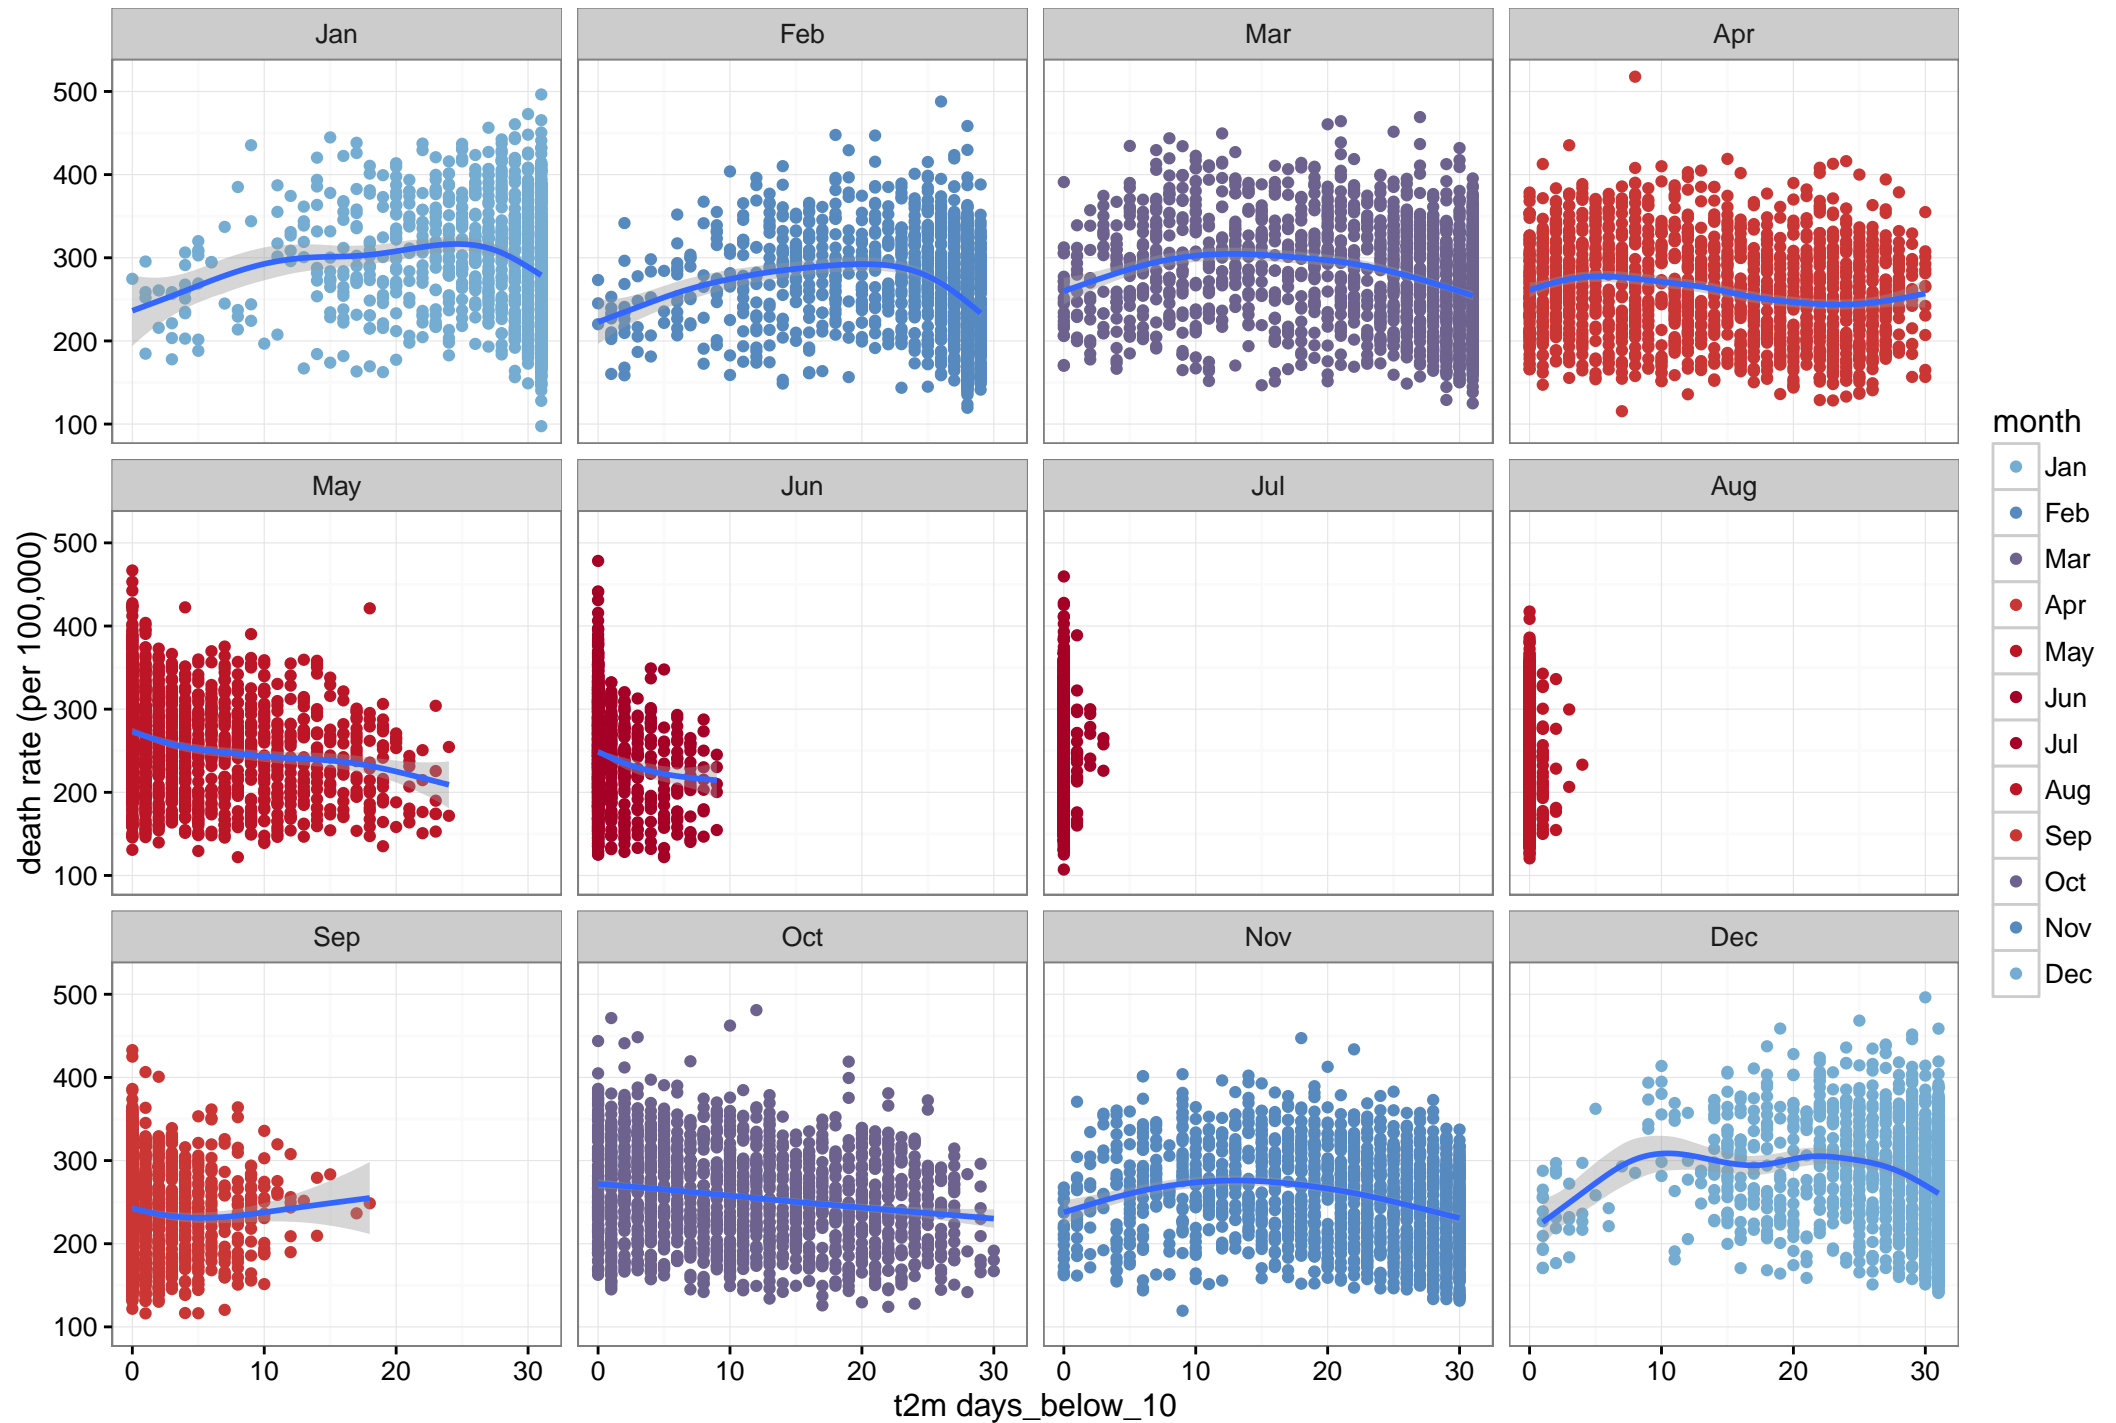 Jan Feb Mar Apr
500
400
300
200
100
May Jun Jul Aug
500
400
300
200
100
Sep Oct Nov Dec
500
400
300
200
100
0 10 20 30 0 10 20 30 0 10 20 30 0 10 20 30
t2m days_below_10
death rate (per 100,000)
month
Jan
Feb
Mar
Apr
May
Jun
Jul
Aug
Sep
Oct
Nov
Dec